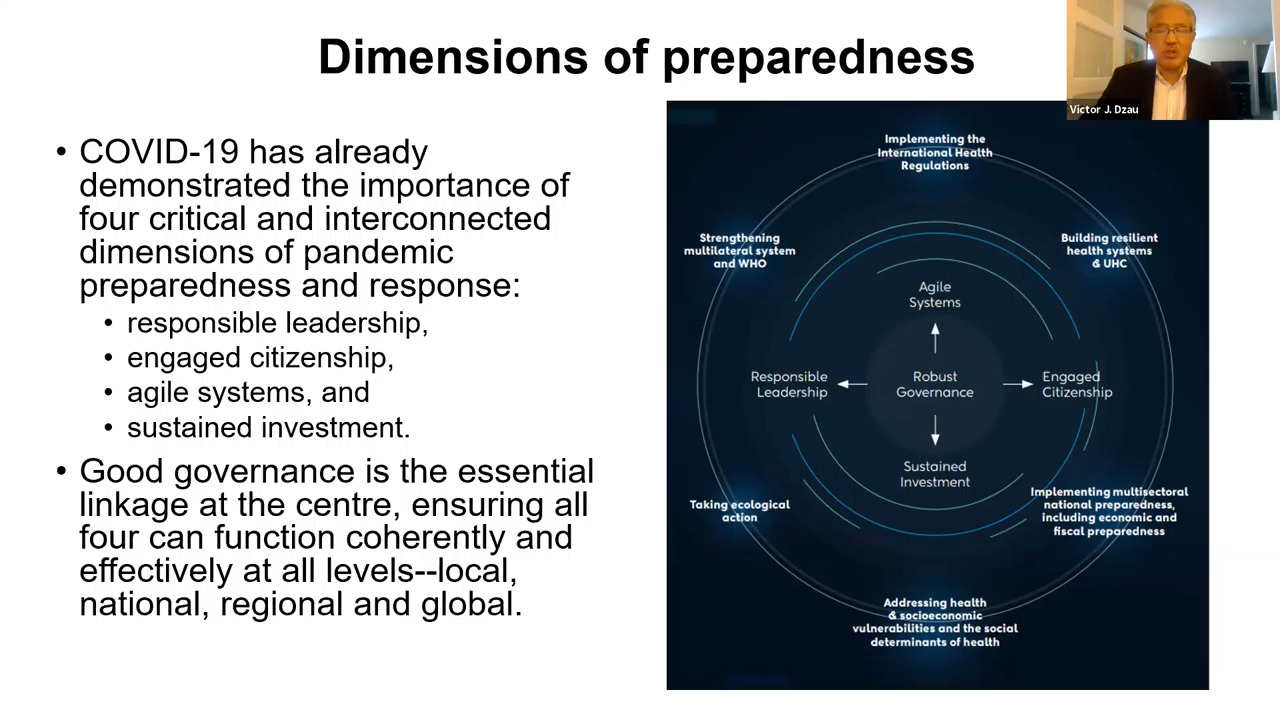 Dimensions of preparedness
Victor J. Dzau
• COVID-19 has already
demonstrated the importance of
four critical and interconnected
dimensions of pandemic
preparedness and response:
• responsible leadership,
• engaged citizenship,
• agile systems, and
• sustained investment.
• Good governance is the essential
linkage at the centre, ensuring all
four can function coherently and
effectively at all levels--local,
national, regional and global.
Implementing the
International Health
Regulations
Strengthening
multilateral system
and WHO
Building resilient
health systems
& UHC
Agile
Systems
Responsible
Leadership
Robust
Governance
Engaged
Citizenship
Sustained
Investment
Taking ecological
action
Implementing multisectoral
national preparedness,
including economic and
fiscal preparedness
Addressing health
& socioeconomic
vulnerabilities and the social
determinants of health